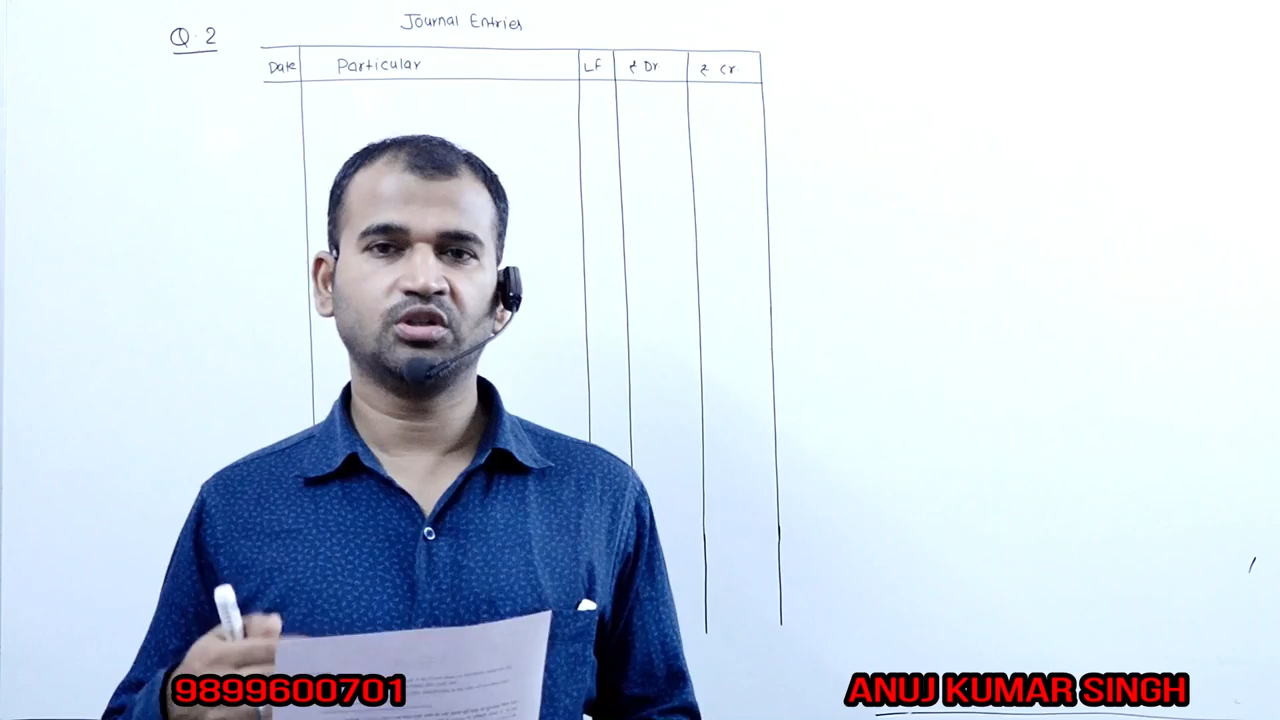 Journal Entries
Q.2
Date Particular LF ₹ Dr. ₹ Cr.
9899600701
ANUJ KUMAR SINGH